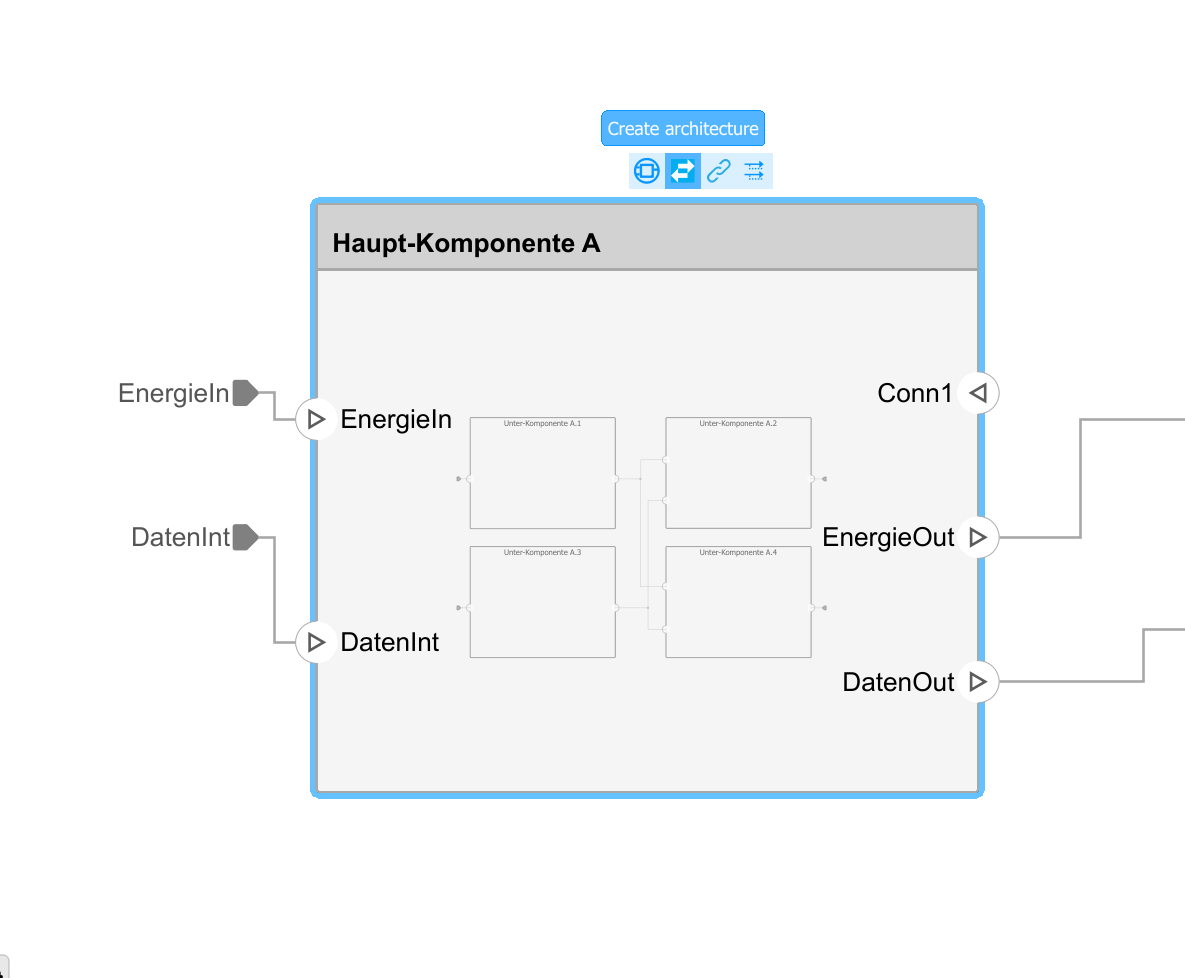 Create architecture
Haupt-Komponente A
EnergieIn
EnergieIn
Conn1
Unter-Komponente A.1
Unter-Komponente A.2
DatenInt
EnergieOut
Unter-Komponente A.3
Unter-Komponente A.4
DatenInt
DatenOut